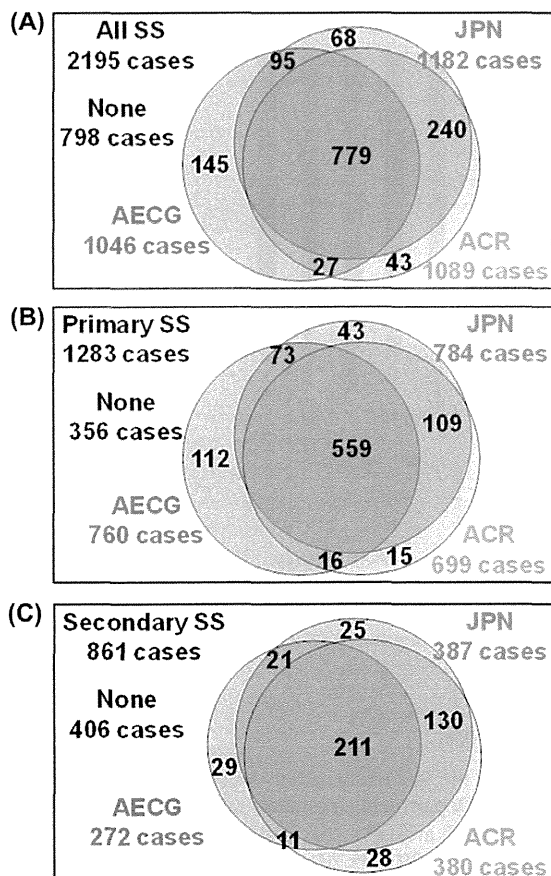 (A)
All SS
2195 cases
None
798 cases
AECG
1046 cases
JPN
1182 cases
ACR
1089 cases
68
95
240
779
145
27
43
(B)
Primary SS
1283 cases
None
356 cases
AECG
760 cases
JPN
784 cases
ACR
699 cases
43
73
109
559
112
16
15
(C)
Secondary SS
861 cases
None
406 cases
AECG
272 cases
JPN
387 cases
ACR
380 cases
25
21
130
211
29
11
28